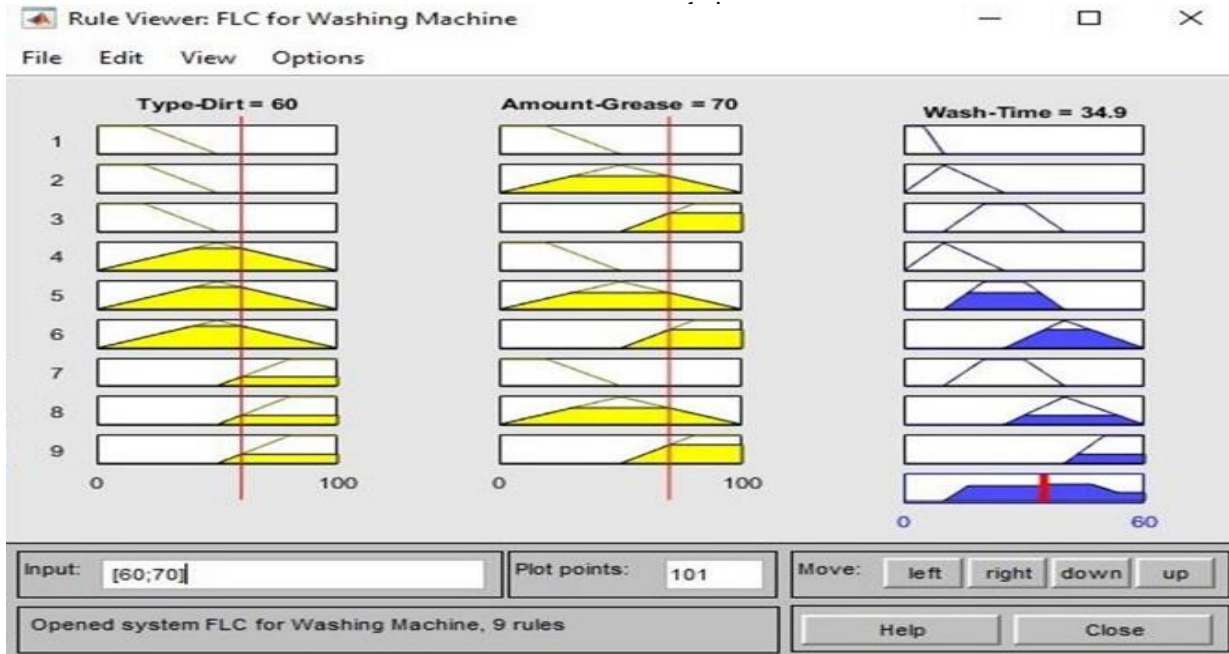 Rule Viewer: FLC for Washing Machine
File Edit View Options
Type-Dirt = 60
Amount-Grease = 70
Wash-Time = 34.9
1
2
3
4
5
6
7
8
9
0 100
0 100
0 60
Input: [60;70]
Plot points: 101
Move: left right down up
Opened system FLC for Washing Machine, 9 rules
Help Close